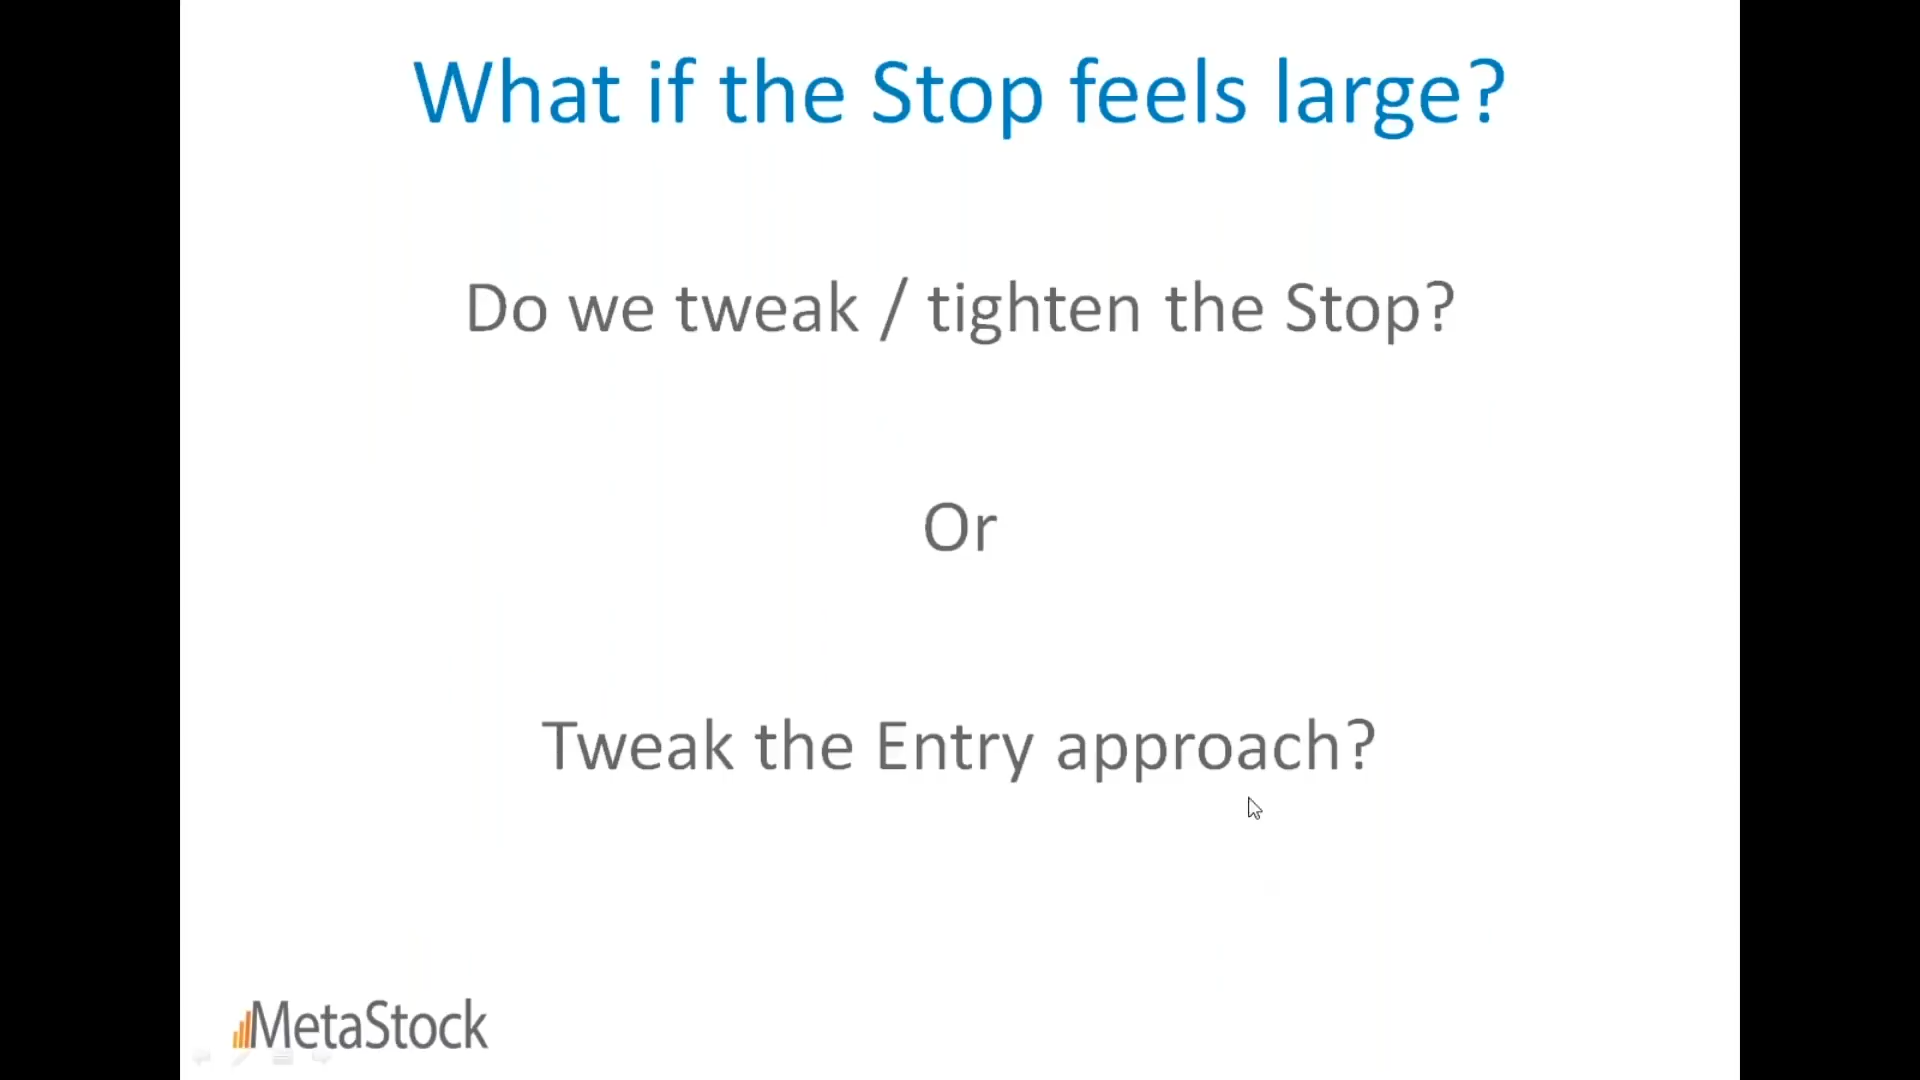 What if the Stop feels large?
Do we tweak / tighten the Stop?
Or
Tweak the Entry approach?
MetaStock